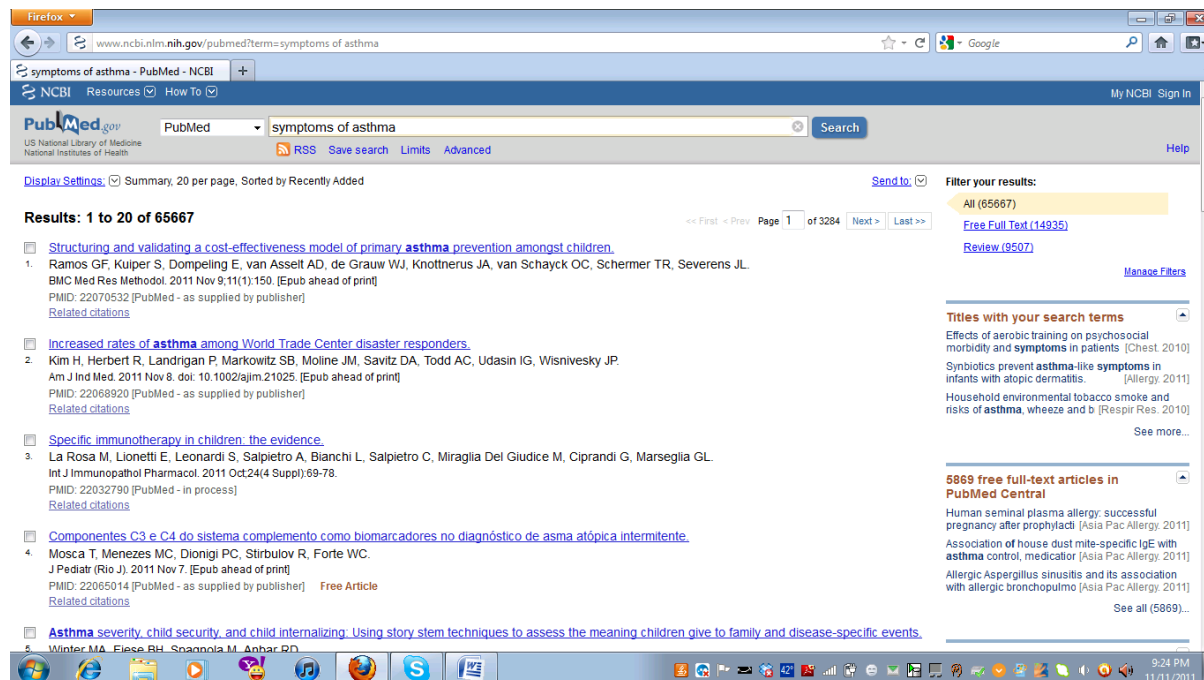 Firefox
www.ncbi.nlm.nih.gov/pubmed?term=symptoms of asthma
Google
symptoms of asthma - PubMed - NCBI
NCBI Resources How To
My NCBI Sign In
PubMed.gov
US National Library of Medicine
National Institutes of Health
PubMed
symptoms of asthma
Search
RSS Save search Limits Advanced
Help
Display Settings: Summary, 20 per page, Sorted by Recently Added
Send to:
Results: 1 to 20 of 65667
<< First < Prev Page 1 of 3284 Next > Last >>
Structuring and validating a cost-effectiveness model of primary asthma prevention amongst children.
1. Ramos GF, Kuiper S, Dompeling E, van Asselt AD, de Grauw WJ, Knottnerus JA, van Schayck OC, Schermer TR, Severens JL.
BMC Med Res Methodol. 2011 Nov 9;11(1):150. [Epub ahead of print]
PMID: 22070532 [PubMed - as supplied by publisher]
Related citations
Increased rates of asthma among World Trade Center disaster responders.
2. Kim H, Herbert R, Landrigan P, Markowitz SB, Moline JM, Savitz DA, Todd AC, Udasin IG, Wisnivesky JP.
Am J Ind Med. 2011 Nov 8. doi: 10.1002/ajim.21025. [Epub ahead of print]
PMID: 22068920 [PubMed - as supplied by publisher]
Related citations
Specific immunotherapy in children: the evidence.
3. La Rosa M, Lionetti E, Leonardi S, Salpietro A, Bianchi L, Salpietro C, Miraglia Del Giudice M, Ciprandi G, Marseglia GL.
Int J Immunopathol Pharmacol. 2011 Oct;24(4 Suppl):69-78.
PMID: 22032790 [PubMed - in process]
Related citations
Componentes C3 e C4 do sistema complemento como biomarcadores no diagnóstico de asma atópica intermitente.
4. Mosca T, Menezes MC, Dionigi PC, Stirbulov R, Forte WC.
J Pediatr (Rio J). 2011 Nov 7. [Epub ahead of print]
PMID: 22065014 [PubMed - as supplied by publisher] Free Article
Related citations
Asthma severity, child security, and child internalizing: Using story stem techniques to assess the meaning children give to family and disease-specific events.
5. Winter MA, Fiese BH, Spagnola M, Anbar RD.
Filter your results:
All (65667)
Free Full Text (14935)
Review (9507)
Manage Filters
Titles with your search terms
Effects of aerobic training on psychosocial
morbidity and symptoms in patients [Chest. 2010]
Synbiotics prevent asthma-like symptoms in
infants with atopic dermatitis. [Allergy. 2011]
Household environmental tobacco smoke and
risks of asthma, wheeze and b [Respir Res. 2010]
See more...
5869 free full-text articles in
PubMed Central
Human seminal plasma allergy: successful
pregnancy after prophylacti [Asia Pac Allergy. 2011]
Association of house dust mite-specific IgE with
asthma control, medicatior [Asia Pac Allergy. 2011]
Allergic Aspergillus sinusitis and its association
with allergic bronchopulmo [Asia Pac Allergy. 2011]
See all (5869)...
42°
9:24 PM
11/11/2011